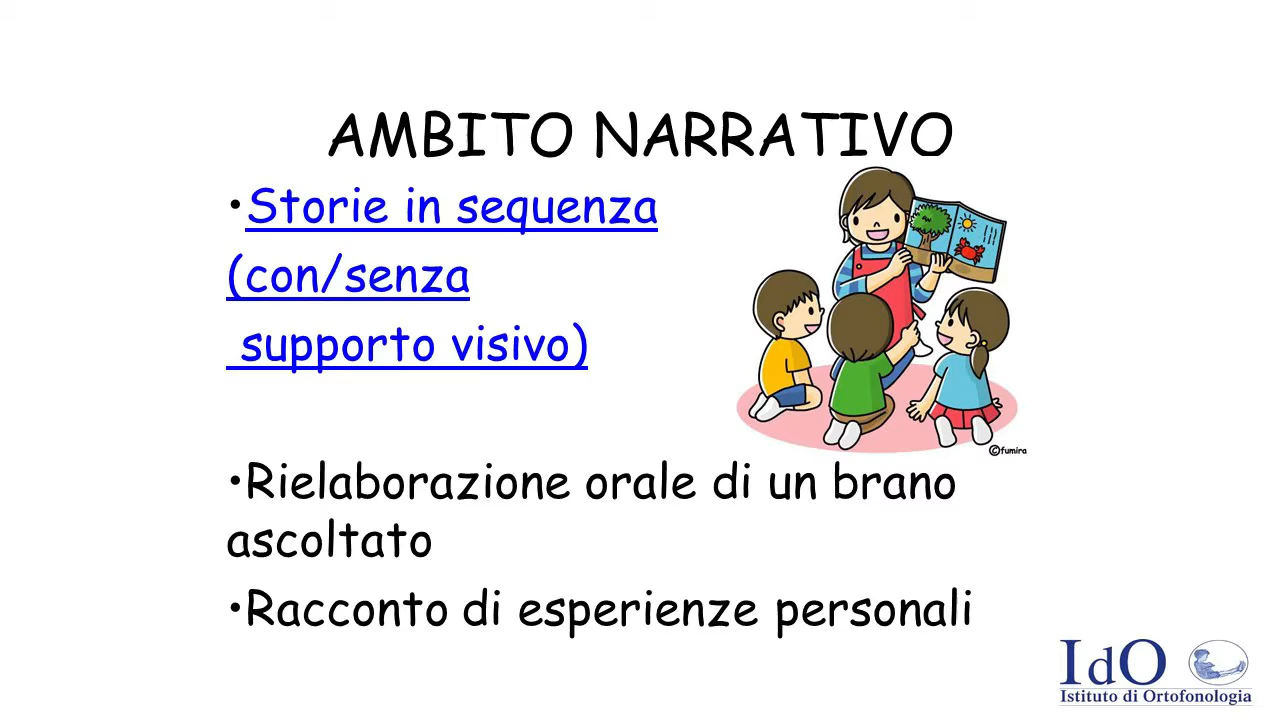 AMBITO NARRATIVO
•Storie in sequenza
(con/senza
supporto visivo)
©fumira
•Rielaborazione orale di un brano
ascoltato
•Racconto di esperienze personali
IdO
Istituto di Ortofonologia